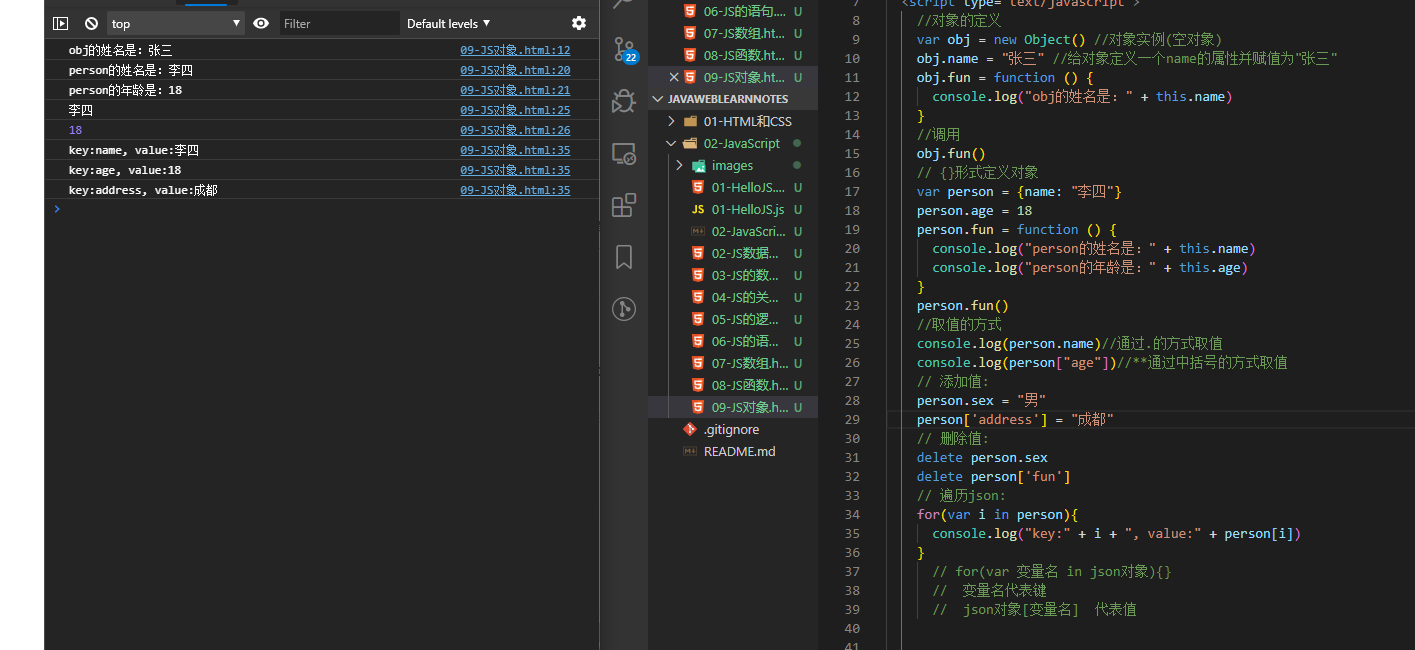 top
Filter
Default levels
obj的姓名是：张三 09-JS对象.html:12
person的姓名是：李四 09-JS对象.html:20
person的年龄是：18 09-JS对象.html:21
李四 09-JS对象.html:25
18 09-JS对象.html:26
key:name, value:李四 09-JS对象.html:35
key:age, value:18 09-JS对象.html:35
key:address, value:成都 09-JS对象.html:35
22
06-JS的语句.... U
07-JS数组.ht... U
08-JS函数.ht... U
09-JS对象.ht... U
JAVAWEBLEARNNOTES
01-HTML和CSS
02-JavaScript
images
01-HelloJS.... U
JS 01-HelloJS.js U
02-JavaScri... U
02-JS数据... U
03-JS的数... U
04-JS的关... U
05-JS的逻... U
06-JS的语... U
07-JS数组.h... U
08-JS函数.h... U
09-JS对象.h... U
.gitignore
README.md
7 <script type="text/javascript">
8 //对象的定义
9 var obj = new Object() //对象实例(空对象)
10 obj.name = "张三" //给对象定义一个name的属性并赋值为"张三"
11 obj.fun = function () {
12 console.log("obj的姓名是：" + this.name)
13 }
14 //调用
15 obj.fun()
16 // {}形式定义对象
17 var person = {name: "李四"}
18 person.age = 18
19 person.fun = function () {
20 console.log("person的姓名是：" + this.name)
21 console.log("person的年龄是：" + this.age)
22 }
23 person.fun()
24 //取值的方式
25 console.log(person.name)//通过.的方式取值
26 console.log(person["age"])//**通过中括号的方式取值
27 // 添加值:
28 person.sex = "男"
29 person['address'] = "成都"
30 // 删除值:
31 delete person.sex
32 delete person['fun']
33 // 遍历json:
34 for(var i in person){
35 console.log("key:" + i + ", value:" + person[i])
36 }
37 // for(var 变量名 in json对象){}
38 // 变量名代表键
39 // json对象[变量名] 代表值
40
41